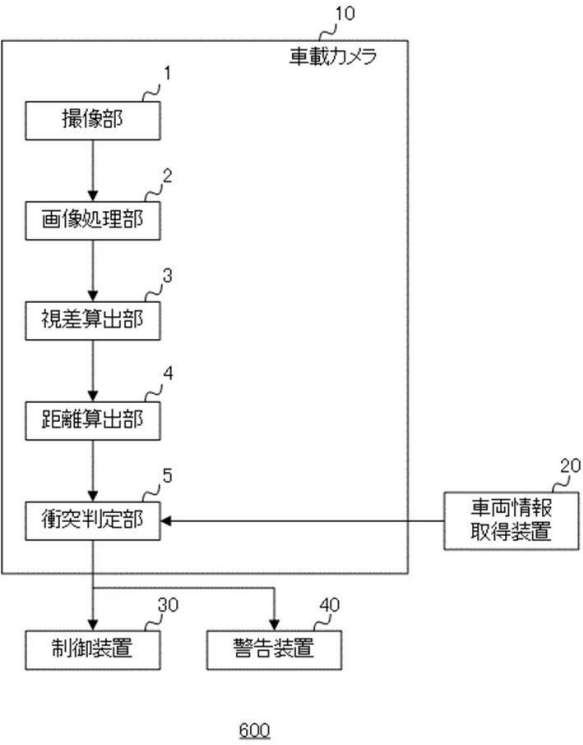 10
車載カメラ
1
撮像部
2
画像処理部
3
視差算出部
4
距離算出部
5
衝突判定部
20
車両情報
取得装置
30
制御装置
40
警告装置
600